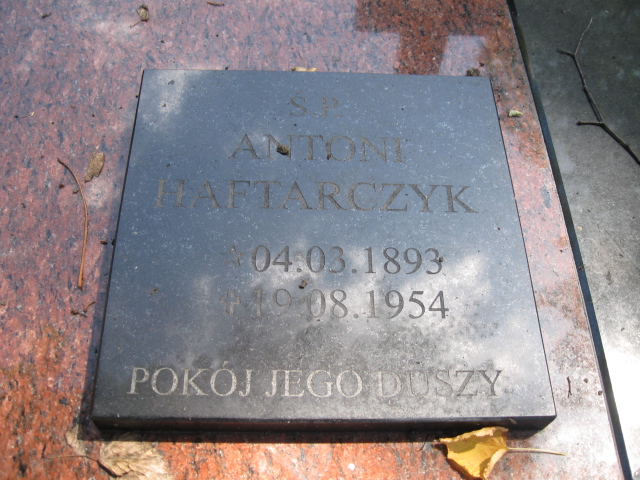 Ś.P.
ANTONI
HAFTARCZYK
* 04.03.1893
† 19.08.1954
POKÓJ JEGO DUSZY